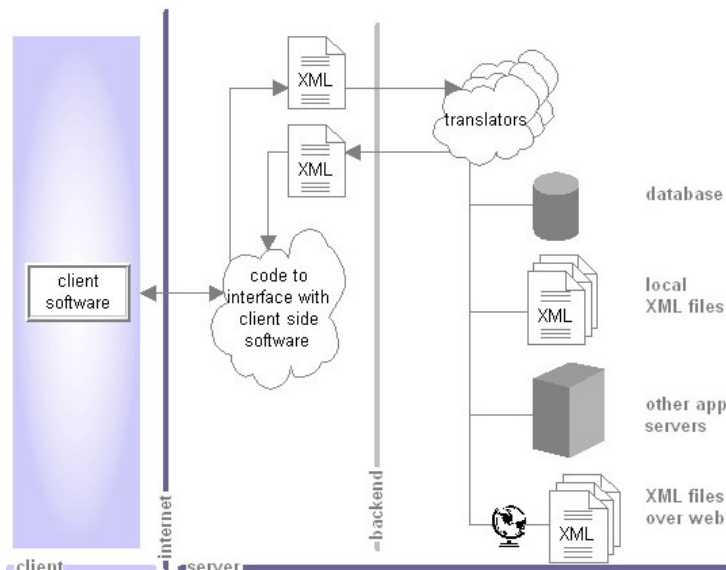 XML
translators
XML
database
client
software
code to
interface with
client side
software
local
XML files
XML
other app
servers
XML files
over web
XML
internet
backend
client
server